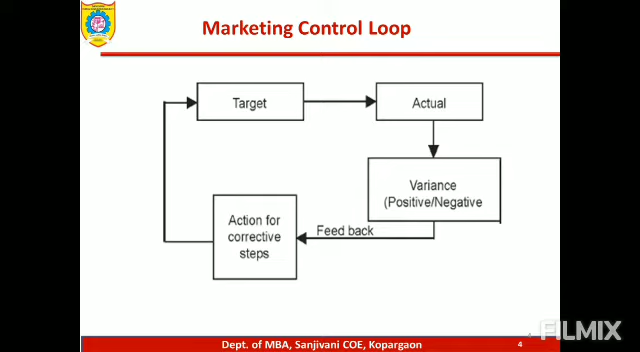 Marketing Control Loop
Target
Actual
Variance
(Positive/Negative
Action for
corrective
steps
Feed back
Dept. of MBA, Sanjivani COE, Kopargaon
4
FILMIX